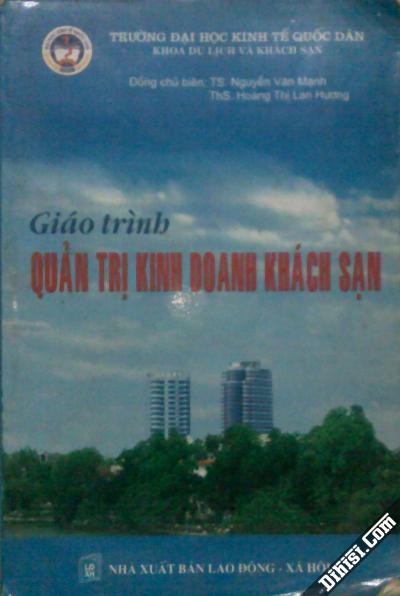 TRƯỜNG ĐẠI HỌC KINH TẾ QUỐC DÂN
KHOA DU LỊCH VÀ KHÁCH SẠN
Đồng chủ biên: TS. Nguyễn Văn Mạnh
ThS. Hoàng Thị Lan Hương
Giáo trình
QUẢN TRỊ KINH DOANH KHÁCH SẠN
NHÀ XUẤT BẢN LAO ĐỘNG - XÃ HỘI
Dihisi.Com